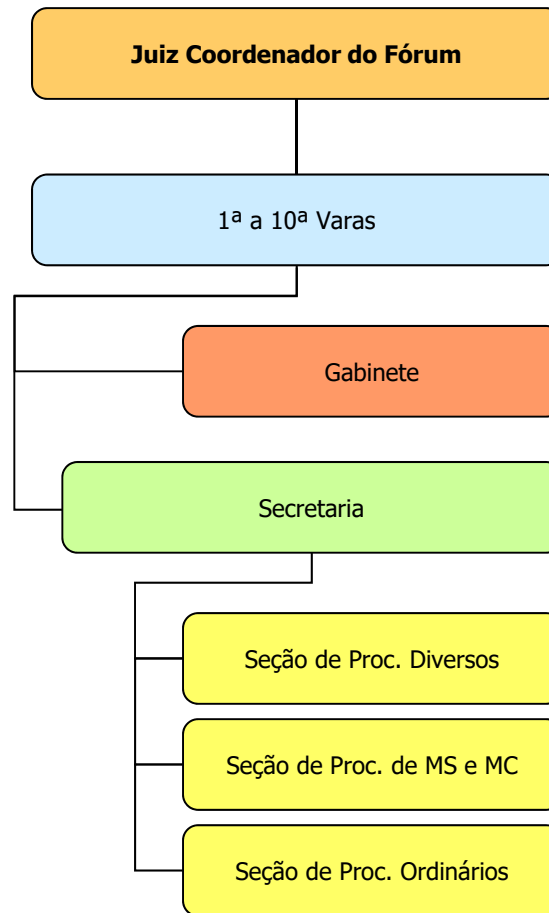 Juiz Coordenador do Fórum
1ª a 10ª Varas
Gabinete
Secretaria
Seção de Proc. Diversos
Seção de Proc. de MS e MC
Seção de Proc. Ordinários